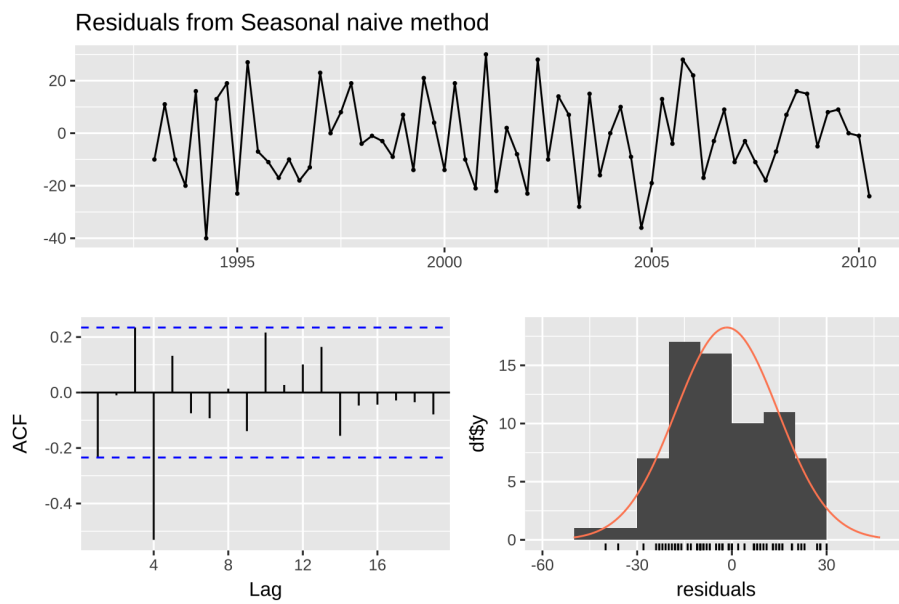 Residuals from Seasonal naive method
20
0
-20
-40
1995 2000 2005 2010
0.2
0.0
-0.2
-0.4
ACF
4 8 12 16
Lag
15
10
5
0
df$y
-60 -30 0 30
residuals